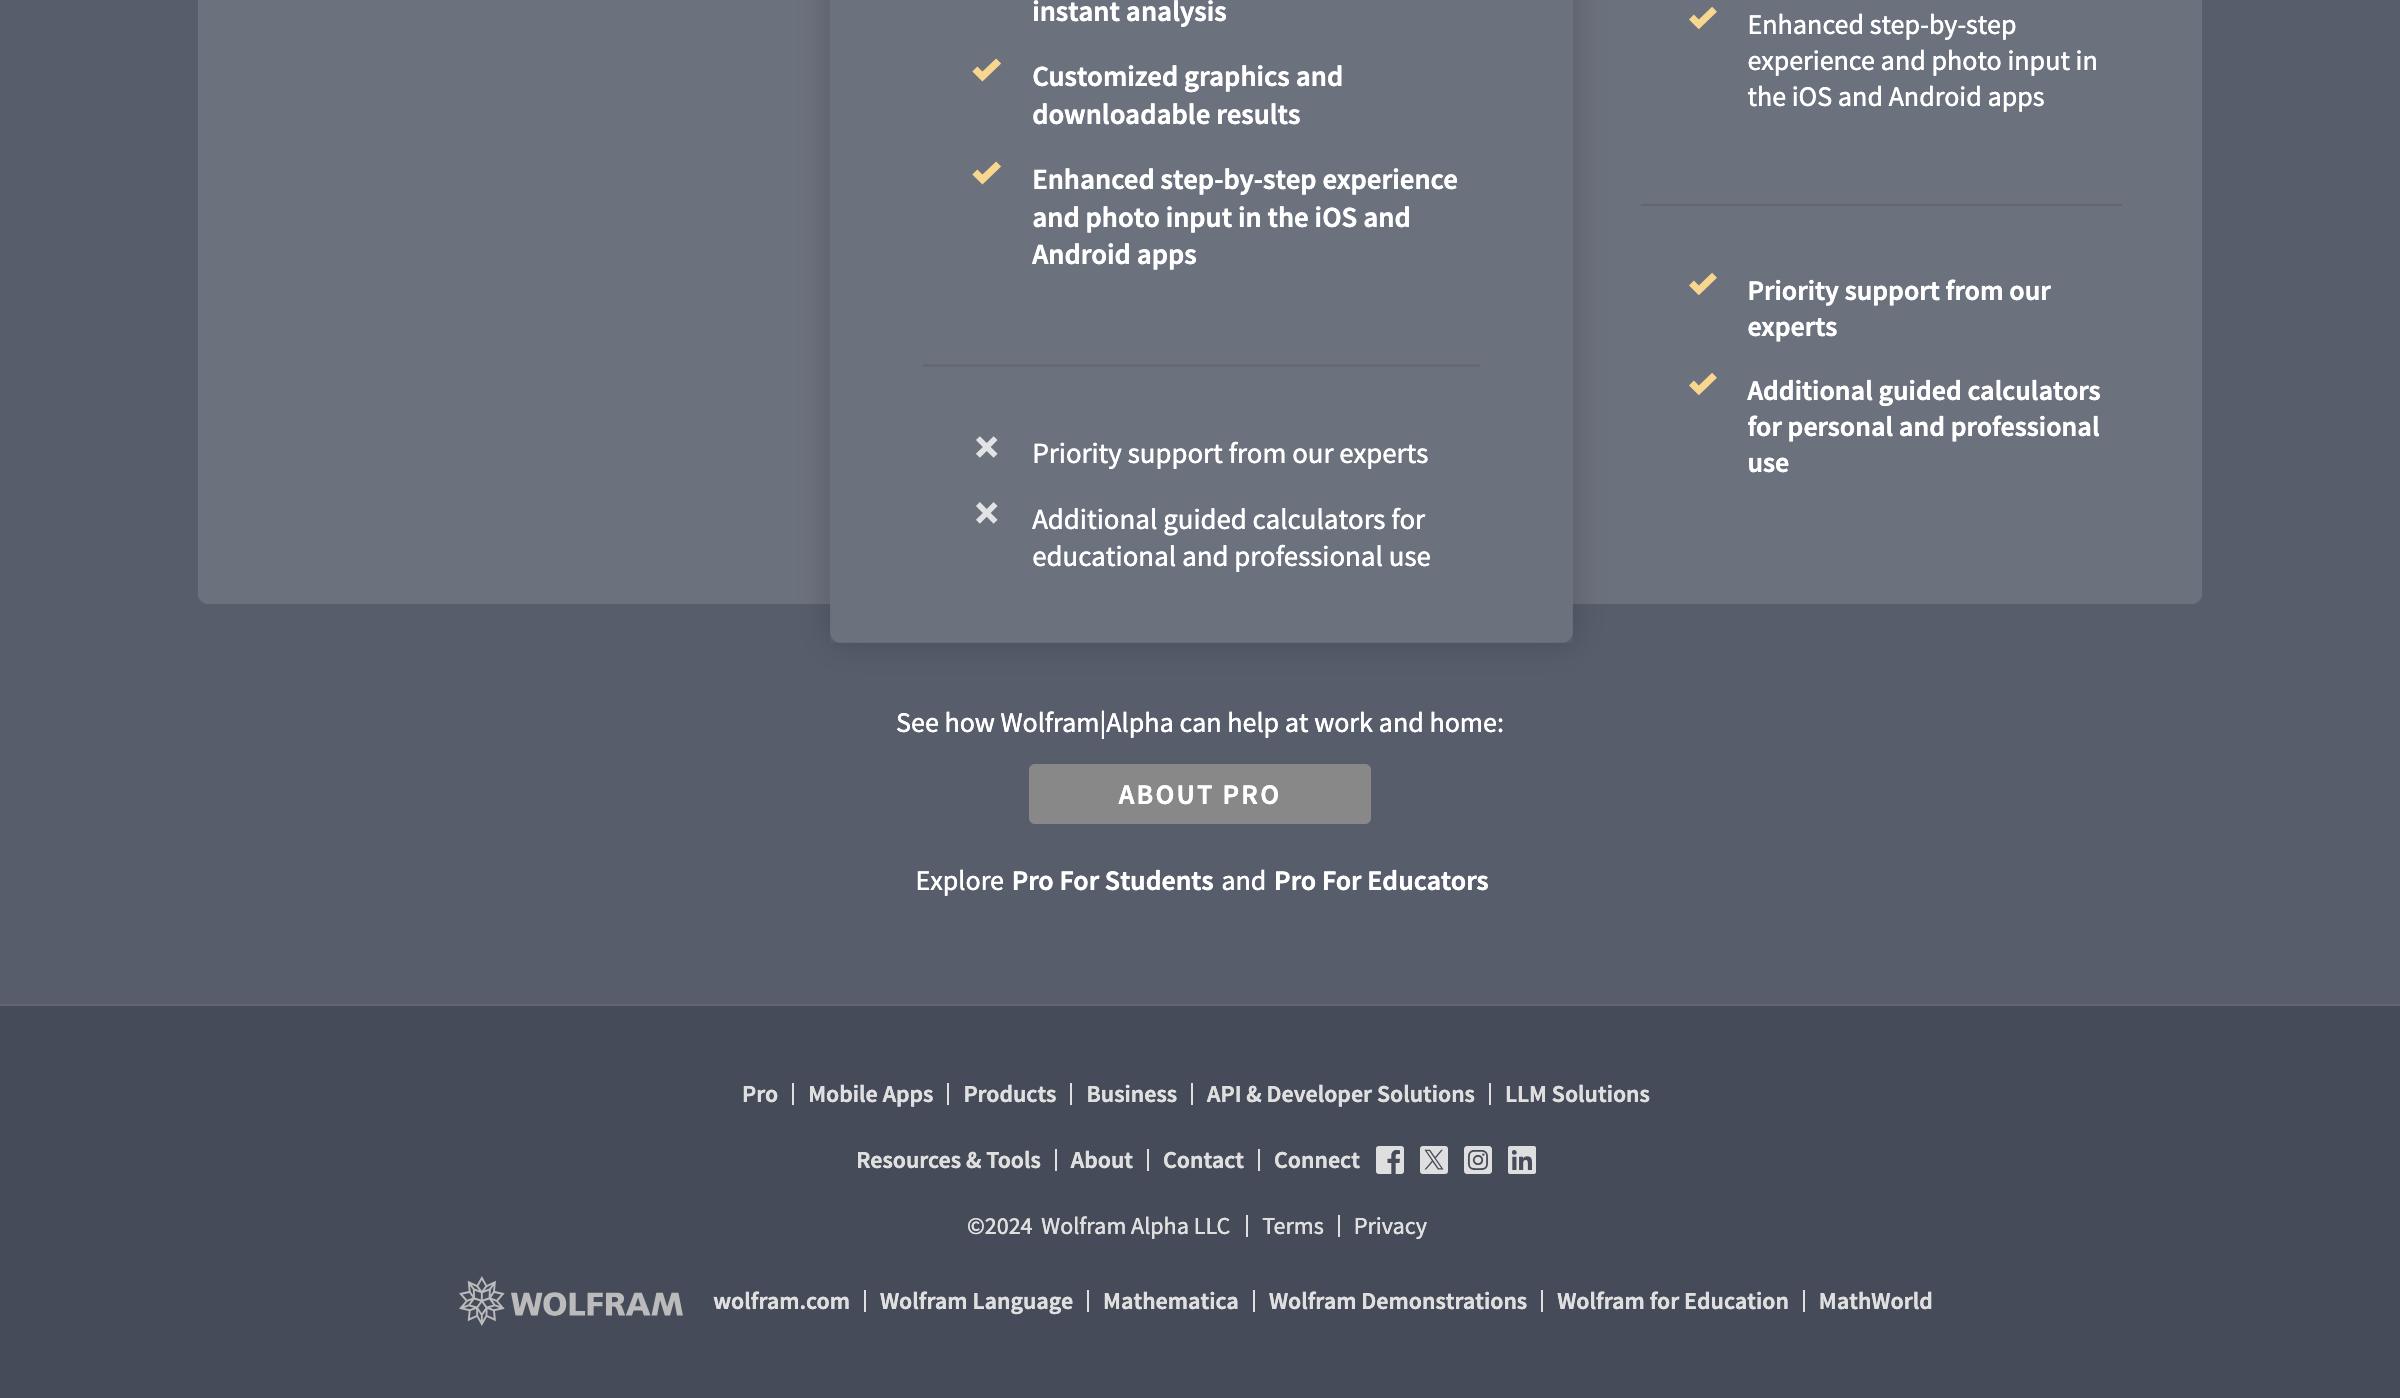 instant analysis
Customized graphics and
downloadable results
Enhanced step-by-step experience
and photo input in the iOS and
Android apps
Priority support from our experts
Additional guided calculators for
educational and professional use
Enhanced step-by-step
experience and photo input in
the iOS and Android apps
Priority support from our
experts
Additional guided calculators
for personal and professional
use
See how Wolfram|Alpha can help at work and home:
ABOUT PRO
Explore Pro For Students and Pro For Educators
Pro | Mobile Apps | Products | Business | API & Developer Solutions | LLM Solutions
Resources & Tools | About | Contact | Connect
©2024 Wolfram Alpha LLC | Terms | Privacy
WOLFRAM wolfram.com | Wolfram Language | Mathematica | Wolfram Demonstrations | Wolfram for Education | MathWorld